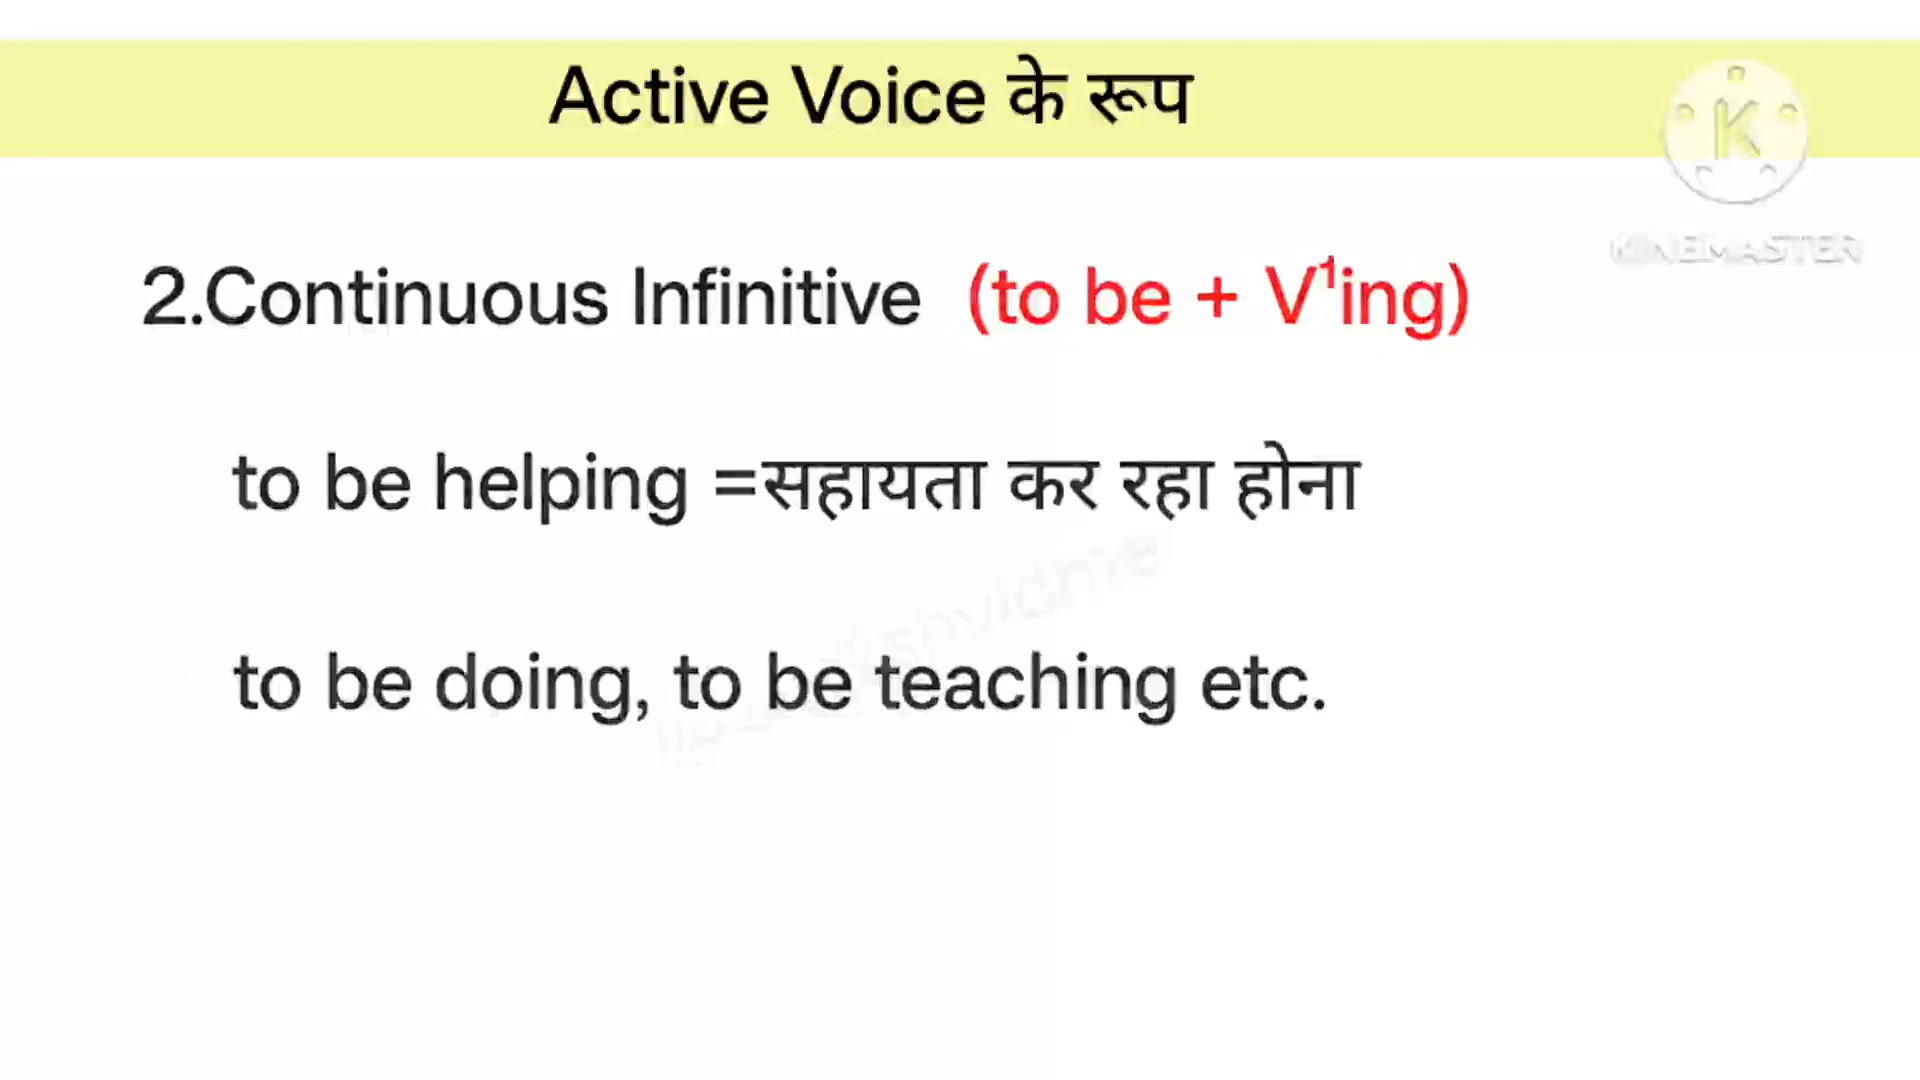 Active Voice के रूप
KINEMASTER
2.Continuous Infinitive (to be + V¹ing)
to be helping =सहायता कर रहा होना
to be doing, to be teaching etc.